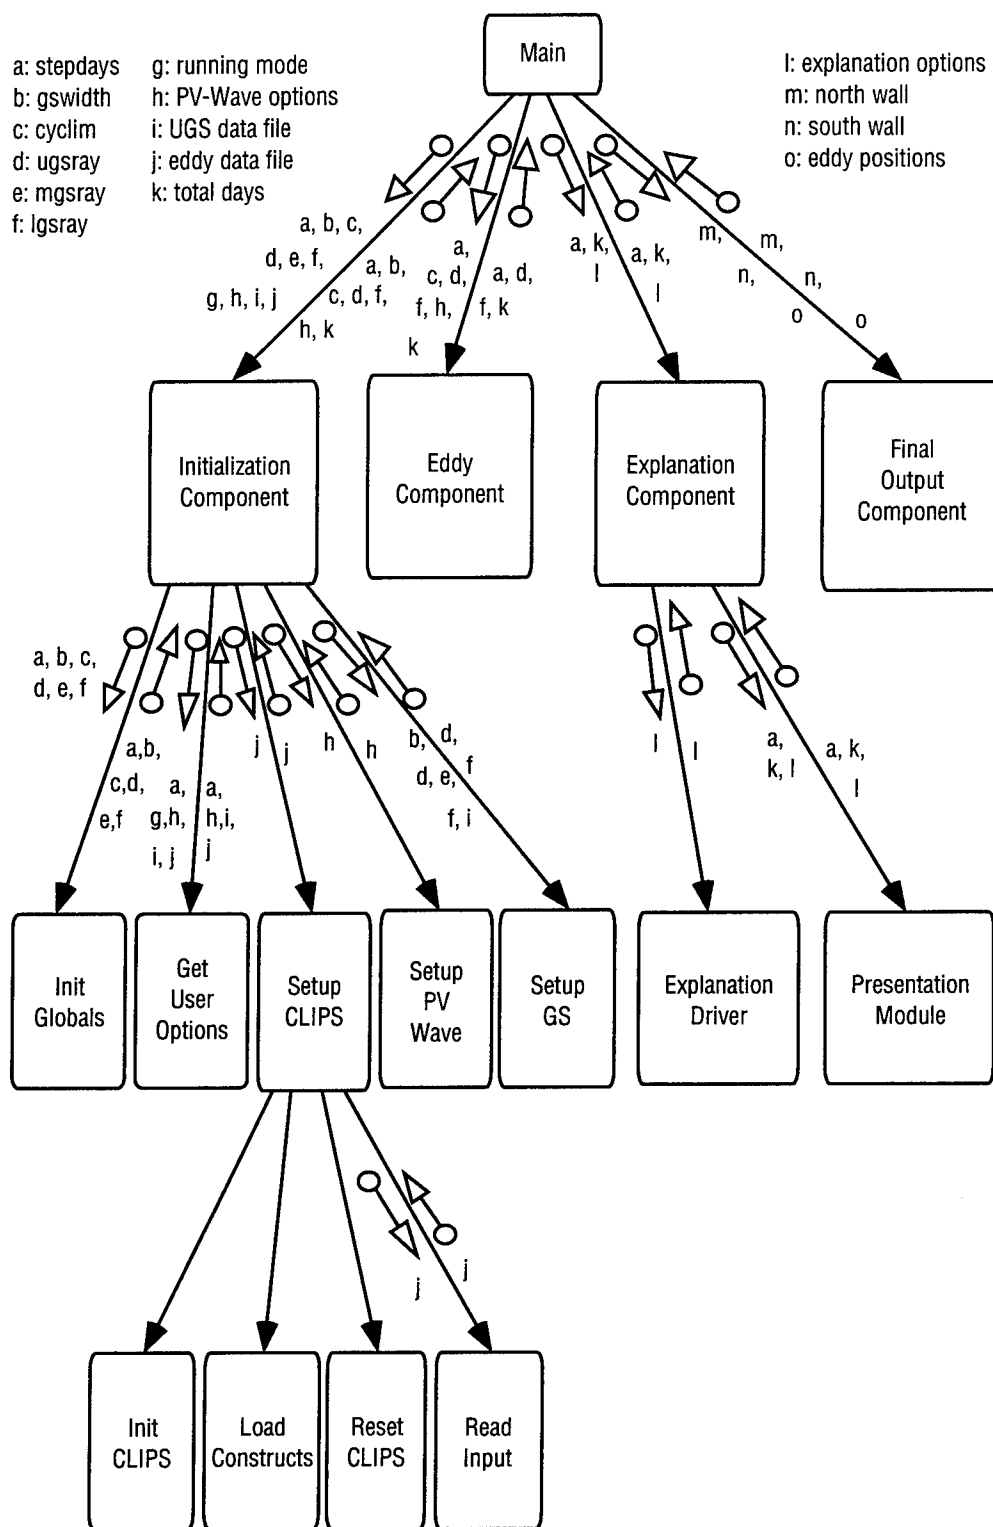 Main
a: stepdays
b: gswidth
c: cyclim
d: ugsray
e: mgsray
f: lgsray
g: running mode
h: PV-Wave options
i: UGS data file
j: eddy data file
k: total days
l: explanation options
m: north wall
n: south wall
o: eddy positions
a, b, c,
d, e, f,
g, h, i, j
a, b,
c, d, f,
h, k
a,
c, d,
f, h,
k
a, d,
f, k
a, k,
l
a, k,
l
m,
n,
o
m,
n,
o
Initialization
Component
Eddy
Component
Explanation
Component
Final
Output
Component
a, b, c,
d, e, f
a,b,
c,d,
e,f
a,
g,h,
i, j
a,
h,i,
j
j
j
h
h
b, d,
d, e,
f, i
f
l
l
a,
k, l
a, k,
l
Init
Globals
Get
User
Options
Setup
CLIPS
Setup
PV
Wave
Setup
GS
Explanation
Driver
Presentation
Module
j
j
Init
CLIPS
Load
Constructs
Reset
CLIPS
Read
Input